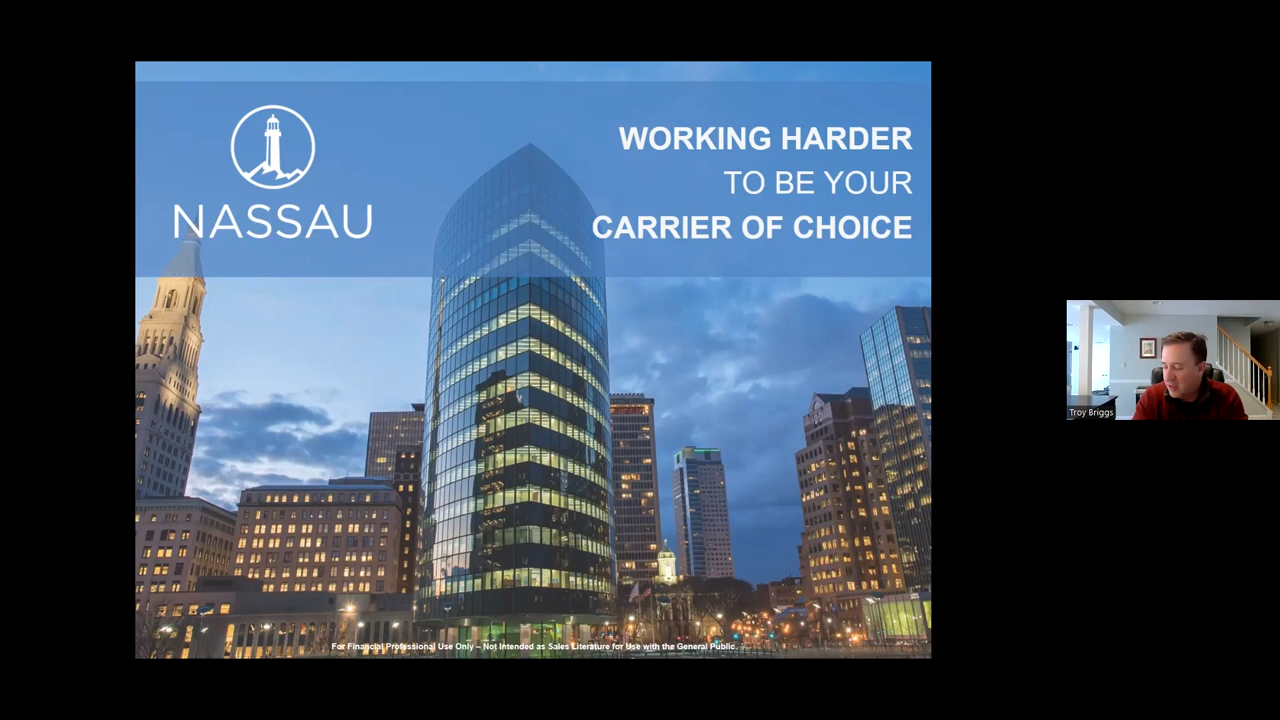 NASSAU
WORKING HARDER
TO BE YOUR
CARRIER OF CHOICE
Troy Briggs
For Financial Professional Use Only – Not Intended as Sales Literature for Use with the General Public.